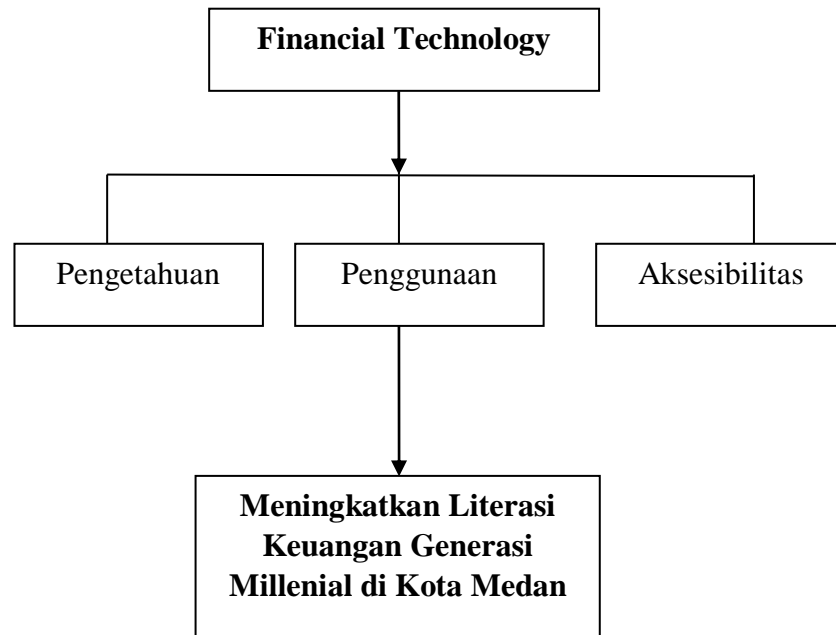 Financial Technology
Pengetahuan
Penggunaan
Aksesibilitas
Meningkatkan Literasi
Keuangan Generasi
Millenial di Kota Medan